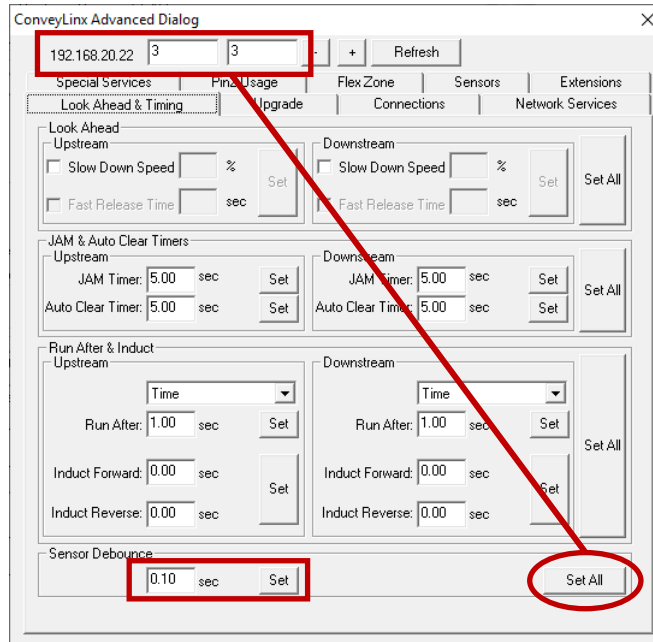 ConveyLinx Advanced Dialog
192.168.20.22 3 3 - + Refresh
Special Services Pin2 Usage Flex Zone Sensors Extensions
Look Ahead & Timing Upgrade Connections Network Services
Look Ahead
Upstream Downstream
Slow Down Speed % Set Slow Down Speed % Set Set All
Fast Release Time sec Fast Release Time sec
JAM & Auto Clear Timers
Upstream Downstream
JAM Timer: 5.00 sec Set JAM Timer: 5.00 sec Set Set All
Auto Clear Timer: 5.00 sec Set Auto Clear Timer: 5.00 sec Set
Run After & Induct
Upstream Downstream
Time Time
Run After: 1.00 sec Set Run After: 1.00 sec Set Set All
Induct Forward: 0.00 sec Set Induct Forward: 0.00 sec Set
Induct Reverse: 0.00 sec Induct Reverse: 0.00 sec
Sensor Debounce
0.10 sec Set Set All